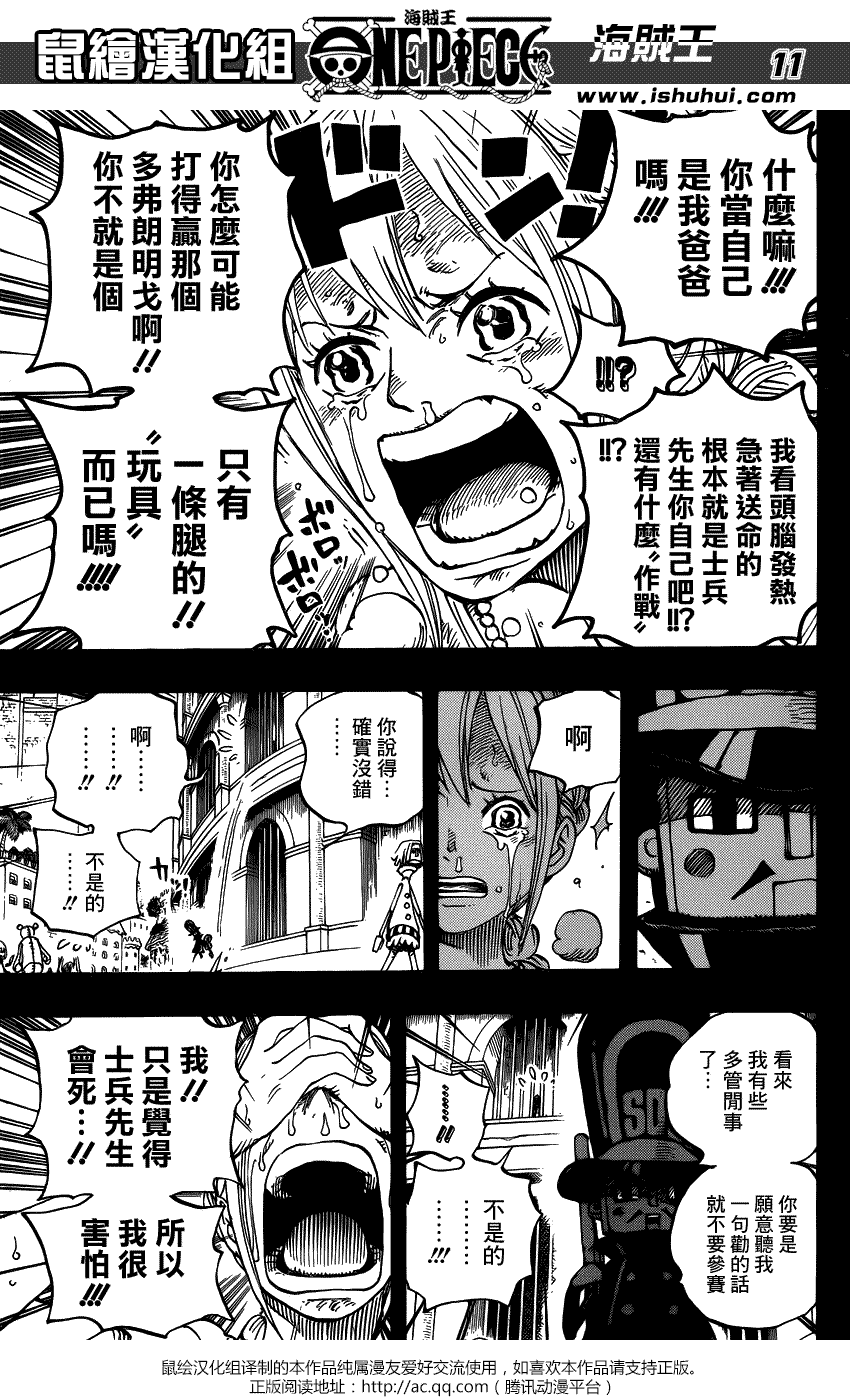 鼠繪漢化組
海賊王
ONE PIECE
海賊王
11
www.ishuhui.com
什麼嘛!!!
你當自己
是我爸爸
嗎!!!
ドン!
!!?
你怎麼可能
打得贏那個
多弗朗明戈啊!!
你不就是個
我看頭腦發熱
急著送命的
根本就是士兵
先生你自己吧!!?
還有什麼〝作戰〞
!!?
只有
一條腿的!!
〝玩具〞
而已嗎!!!!
ボロッ
ボロ…
啊
你說得…
確實沒錯
……
啊……
……!!
……!!
不是的
……!!
看來
我有些
多管閒事
了…
SO
你要是
願意聽我
一句勸的話
就不要參賽
……!!
不是的
……
我!!
只是覺得
士兵先生
會死…!!
所以
我很
害怕!!!
鼠绘汉化组译制的本作品纯属漫友爱好交流使用，如喜欢本作品请支持正版。
正版阅读地址：http://ac.qq.com（腾讯动漫平台）